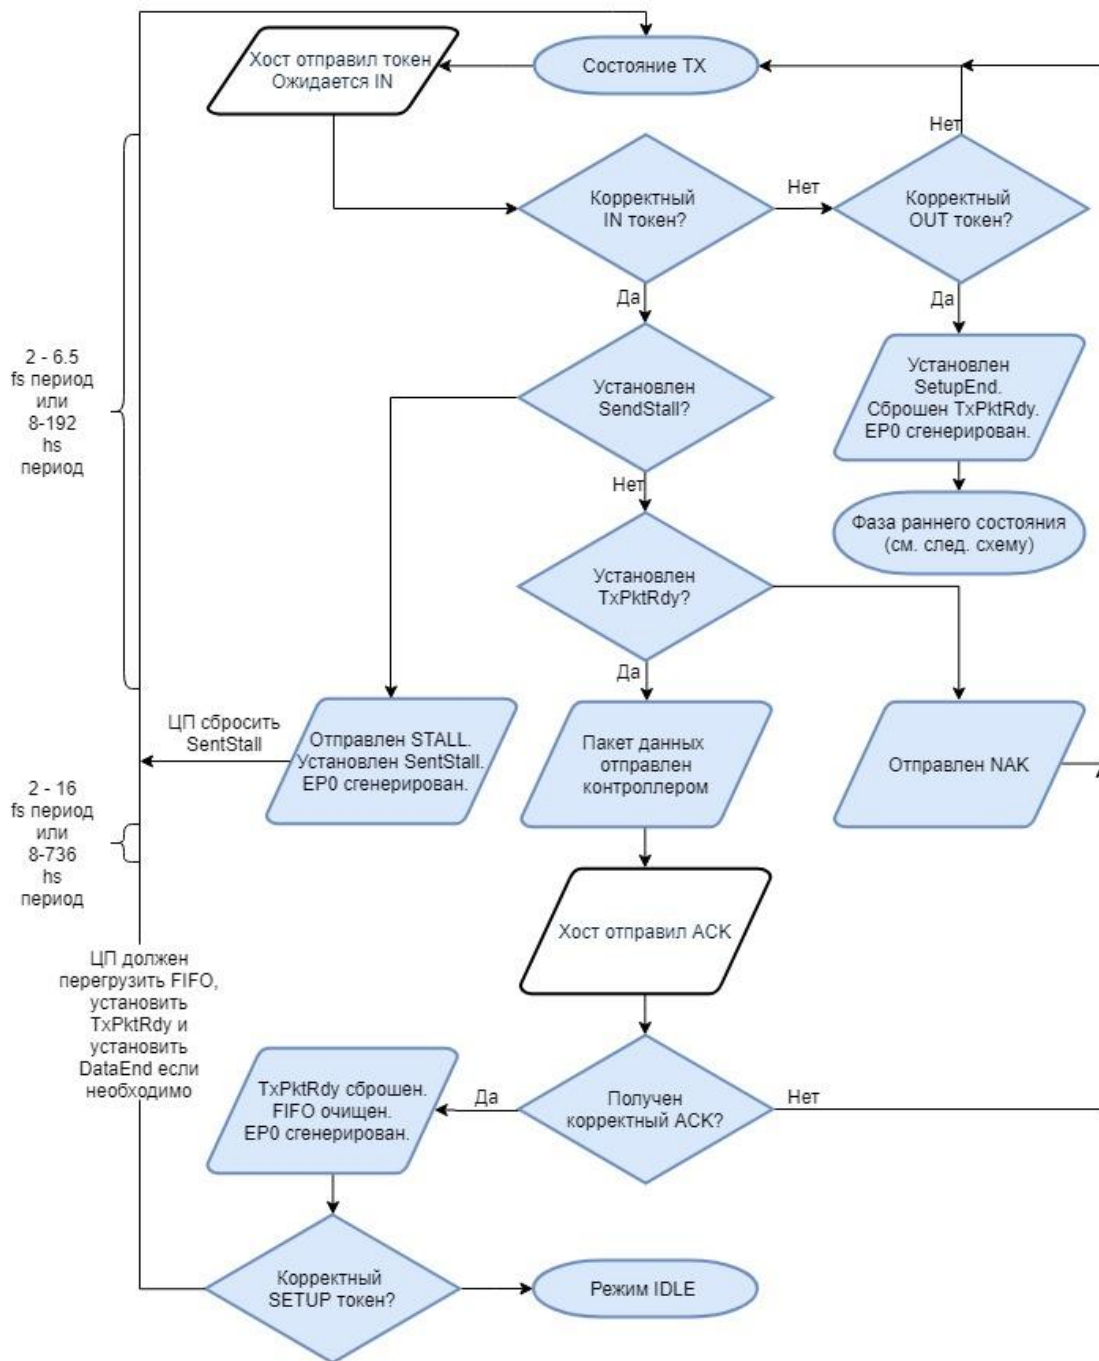 Хост отправил токен
Ожидается IN
Состояние TX
Нет
Корректный
IN токен?
Нет
Корректный
OUT токен?
Да
Да
2 - 6.5
fs период
или
8-192
hs
период
Установлен
SendStall?
Установлен
SetupEnd.
Сброшен TxPktRdy.
EP0 сгенерирован.
Нет
Фаза раннего состояния
(см. след. схему)
Установлен
TxPktRdy?
Да
ЦП сбросить
SentStall
Отправлен STALL.
Установлен SentStall.
EP0 сгенерирован.
Пакет данных
отправлен
контроллером
Отправлен NAK
2 - 16
fs период
или
8-736
hs
период
Хост отправил ACK
ЦП должен
перегрузить FIFO,
установить
TxPktRdy и
установить
DataEnd если
необходимо
TxPktRdy сброшен.
FIFO очищен.
EP0 сгенерирован.
Да
Получен
корректный ACK?
Нет
Корректный
SETUP токен?
Режим IDLE